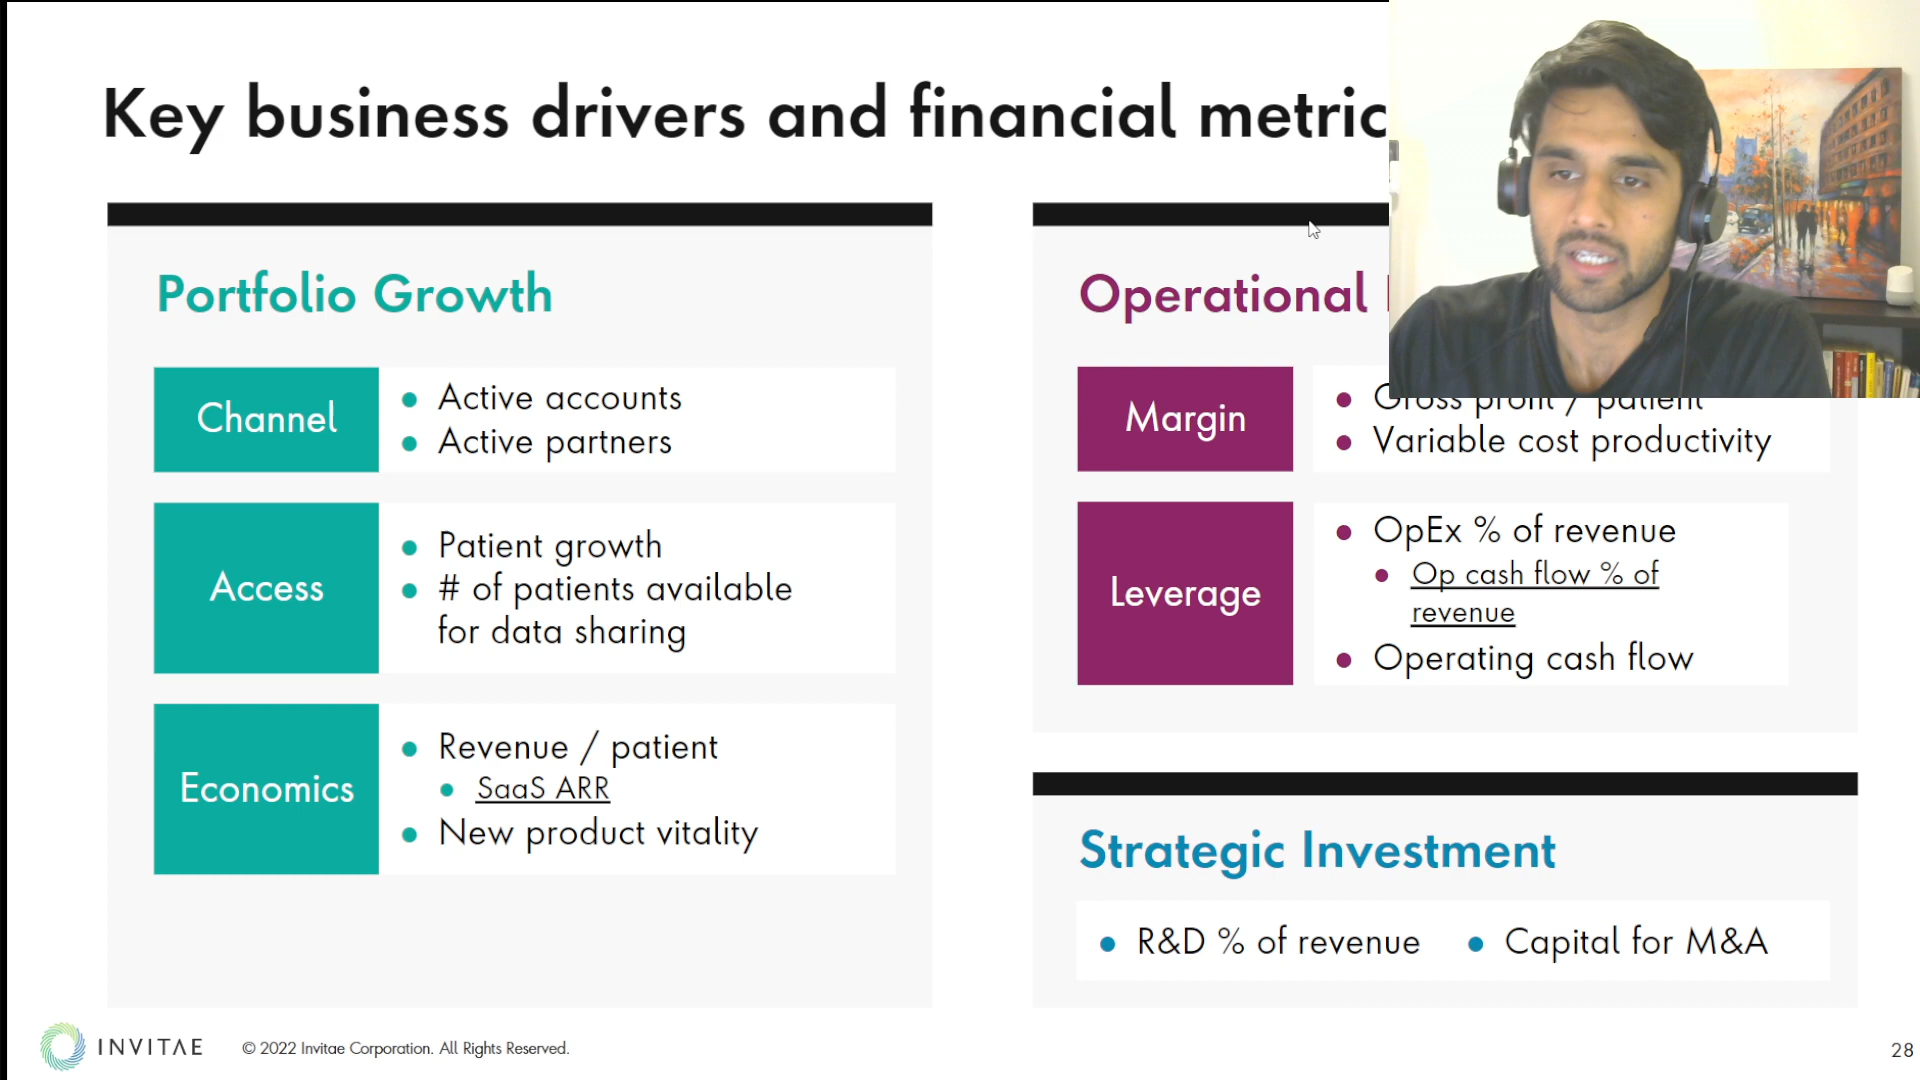 Key business drivers and financial metric
Portfolio Growth
Channel
• Active accounts
• Active partners
Access
• Patient growth
• # of patients available
for data sharing
Economics
• Revenue / patient
• SaaS ARR
• New product vitality
Operational
Margin
• Gross profit / patient
• Variable cost productivity
Leverage
• OpEx % of revenue
• Op cash flow % of
revenue
• Operating cash flow
Strategic Investment
• R&D % of revenue • Capital for M&A
INVITAE © 2022 Invitae Corporation. All Rights Reserved. 28